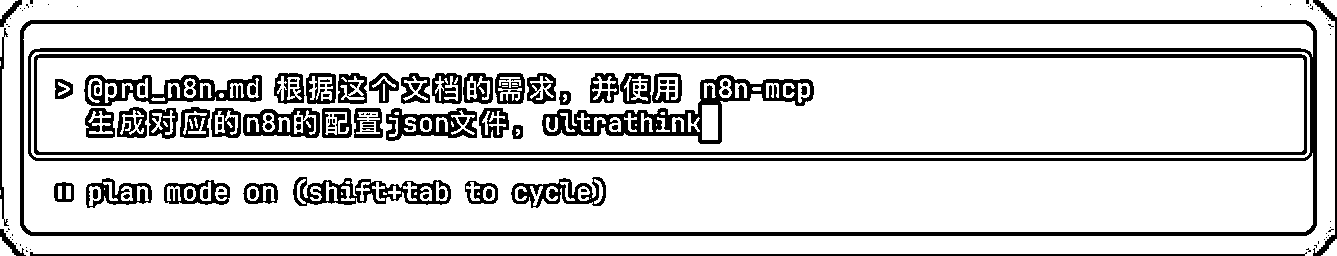 > @prd_n8n.md 根据这个文档的需求, 并使用 n8n-mcp
生成对应的n8n的配置json文件, ultrathink
⏸ plan mode on (shift+tab to cycle)